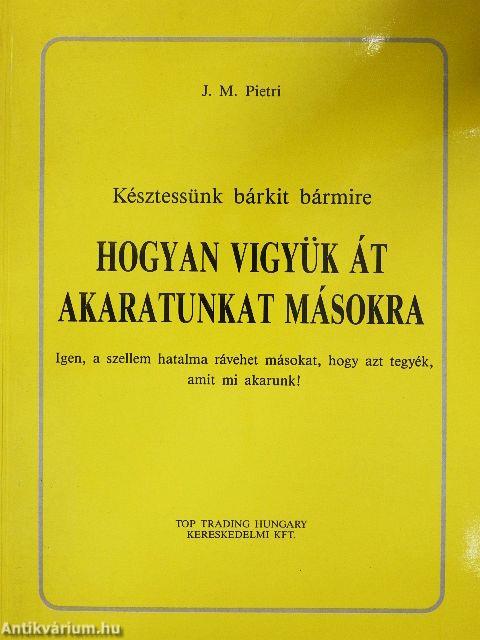 J. M. Pietri
Késztessünk bárkit bármire
HOGYAN VIGYÜK ÁT
AKARATUNKAT MÁSOKRA
Igen, a szellem hatalma rávehet másokat, hogy azt tegyék,
amit mi akarunk!
TOP TRADING HUNGARY
KERESKEDELMI KFT.
Antikvárium.hu